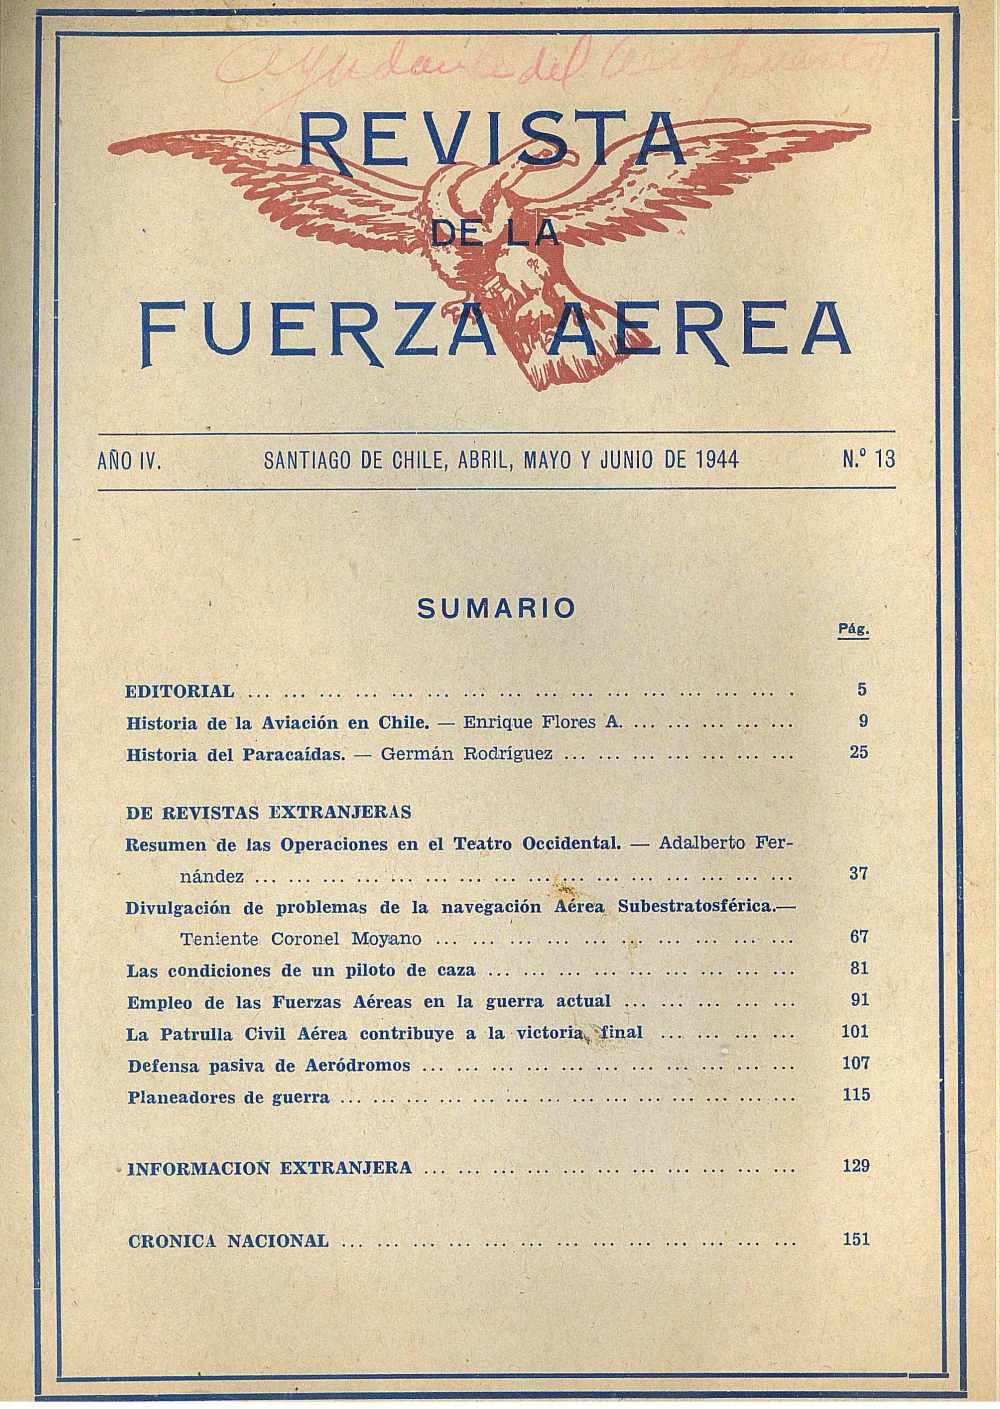 Ayudante del Aeropuerto
REVISTA
DE LA
FUERZA AEREA
AÑO IV. SANTIAGO DE CHILE, ABRIL, MAYO Y JUNIO DE 1944 N.º 13
SUMARIO
Pág.
EDITORIAL ... ... ... ... ... ... ... ... ... ... ... ... ... ... ... . 5
Historia de la Aviación en Chile. — Enrique Flores A. ... ... ... ... ... 9
Historia del Paracaídas. — Germán Rodríguez ... ... ... ... ... ... ... 25
DE REVISTAS EXTRANJERAS
Resumen de las Operaciones en el Teatro Occidental. — Adalberto Fer-
nández ... ... ... ... ... ... ... ... ... ... ... ... ... ... ... 37
Divulgación de problemas de la navegación Aérea Subestratosférica.—
Teniente Coronel Moyano ... ... ... ... ... ... ... ... ... ... 67
Las condiciones de un piloto de caza ... ... ... ... ... ... ... ... ... 81
Empleo de las Fuerzas Aéreas en la guerra actual ... ... ... ... ... 91
La Patrulla Civil Aérea contribuye a la victoria final ... ... ... ... 101
Defensa pasiva de Aeródromos ... ... ... ... ... ... ... ... ... ... ... 107
Planeadores de guerra ... ... ... ... ... ... ... ... ... ... ... ... ... 115
INFORMACION EXTRANJERA ... ... ... ... ... ... ... ... ... ... ... 129
CRONICA NACIONAL ... ... ... ... ... ... ... ... ... ... ... ... ... 151